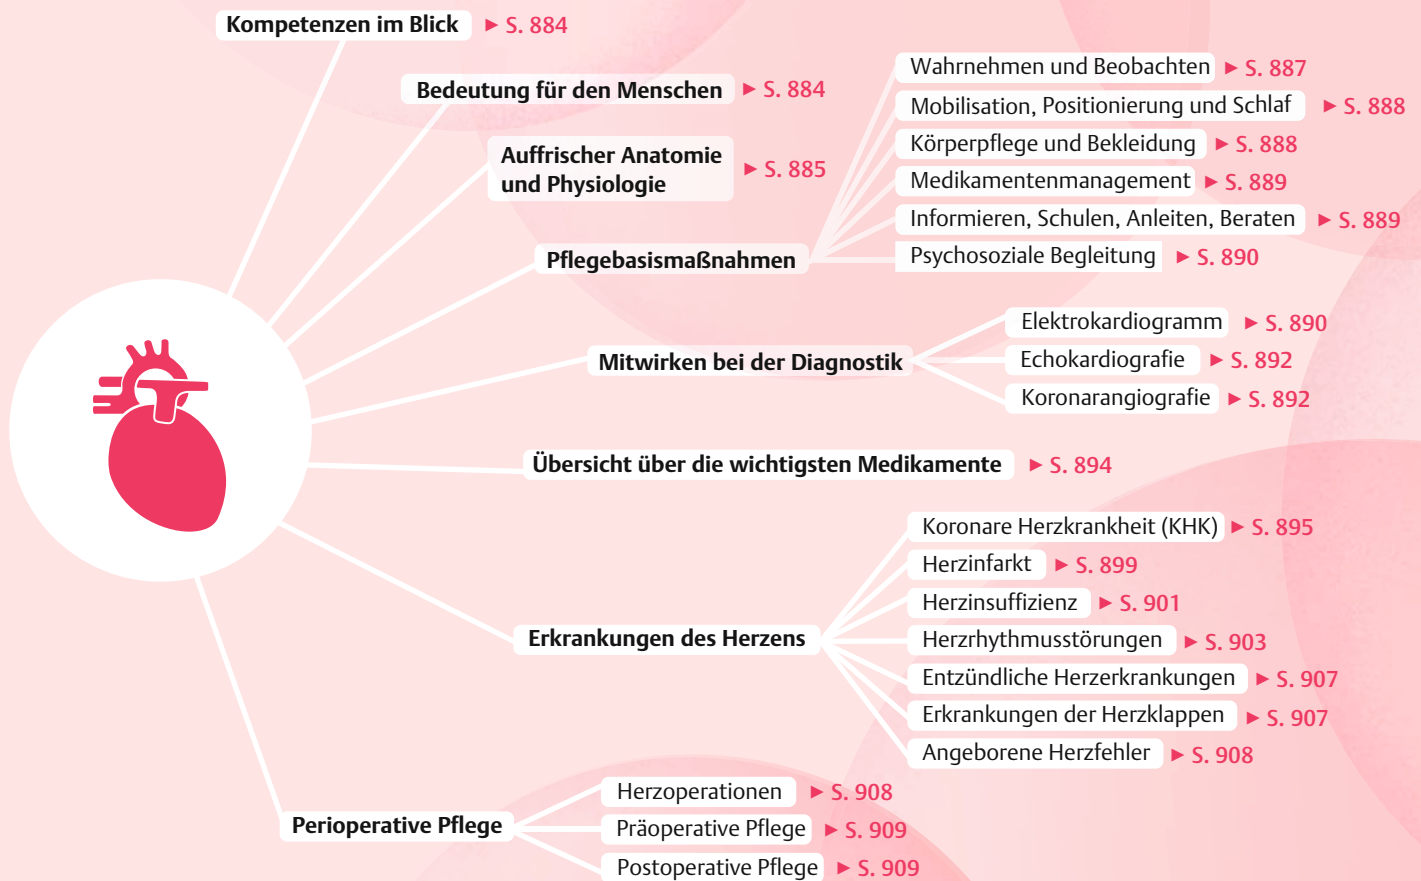 Kompetenzen im Blick ► S. 884
Bedeutung für den Menschen ► S. 884
Auffrischer Anatomie
und Physiologie ► S. 885
Pflegebasismaßnahmen
Wahrnehmen und Beobachten ► S. 887
Mobilisation, Positionierung und Schlaf ► S. 888
Körperpflege und Bekleidung ► S. 888
Medikamentenmanagement ► S. 889
Informieren, Schulen, Anleiten, Beraten ► S. 889
Psychosoziale Begleitung ► S. 890
Mitwirken bei der Diagnostik
Elektrokardiogramm ► S. 890
Echokardiografie ► S. 892
Koronarangiografie ► S. 892
Übersicht über die wichtigsten Medikamente ► S. 894
Erkrankungen des Herzens
Koronare Herzkrankheit (KHK) ► S. 895
Herzinfarkt ► S. 899
Herzinsuffizienz ► S. 901
Herzrhythmusstörungen ► S. 903
Entzündliche Herzerkrankungen ► S. 907
Erkrankungen der Herzklappen ► S. 907
Angeborene Herzfehler ► S. 908
Perioperative Pflege
Herzoperationen ► S. 908
Präoperative Pflege ► S. 909
Postoperative Pflege ► S. 909